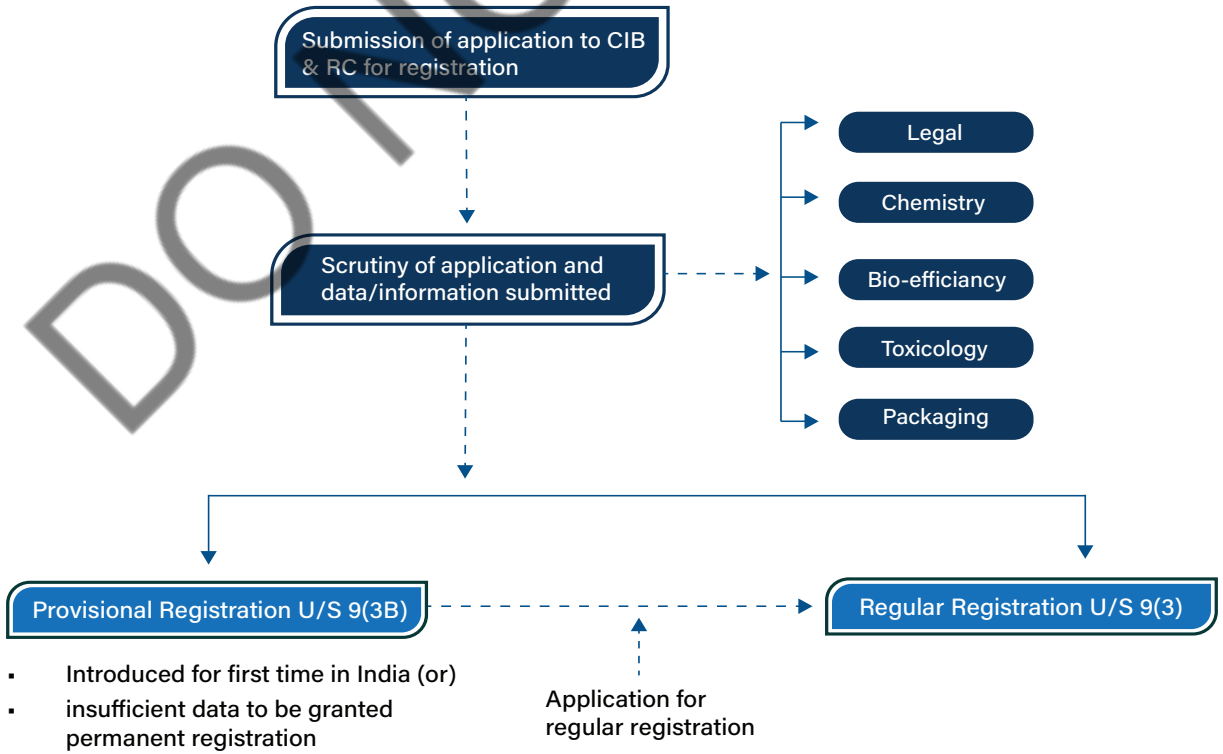 Submission of application to CIB
& RC for registration
Legal
Chemistry
Scrutiny of application and
data/information submitted
Bio-efficiancy
Toxicology
Packaging
Provisional Registration U/S 9(3B)
Regular Registration U/S 9(3)
▪ Introduced for first time in India (or)
▪ insufficient data to be granted
permanent registration
Application for
regular registration
DO NO